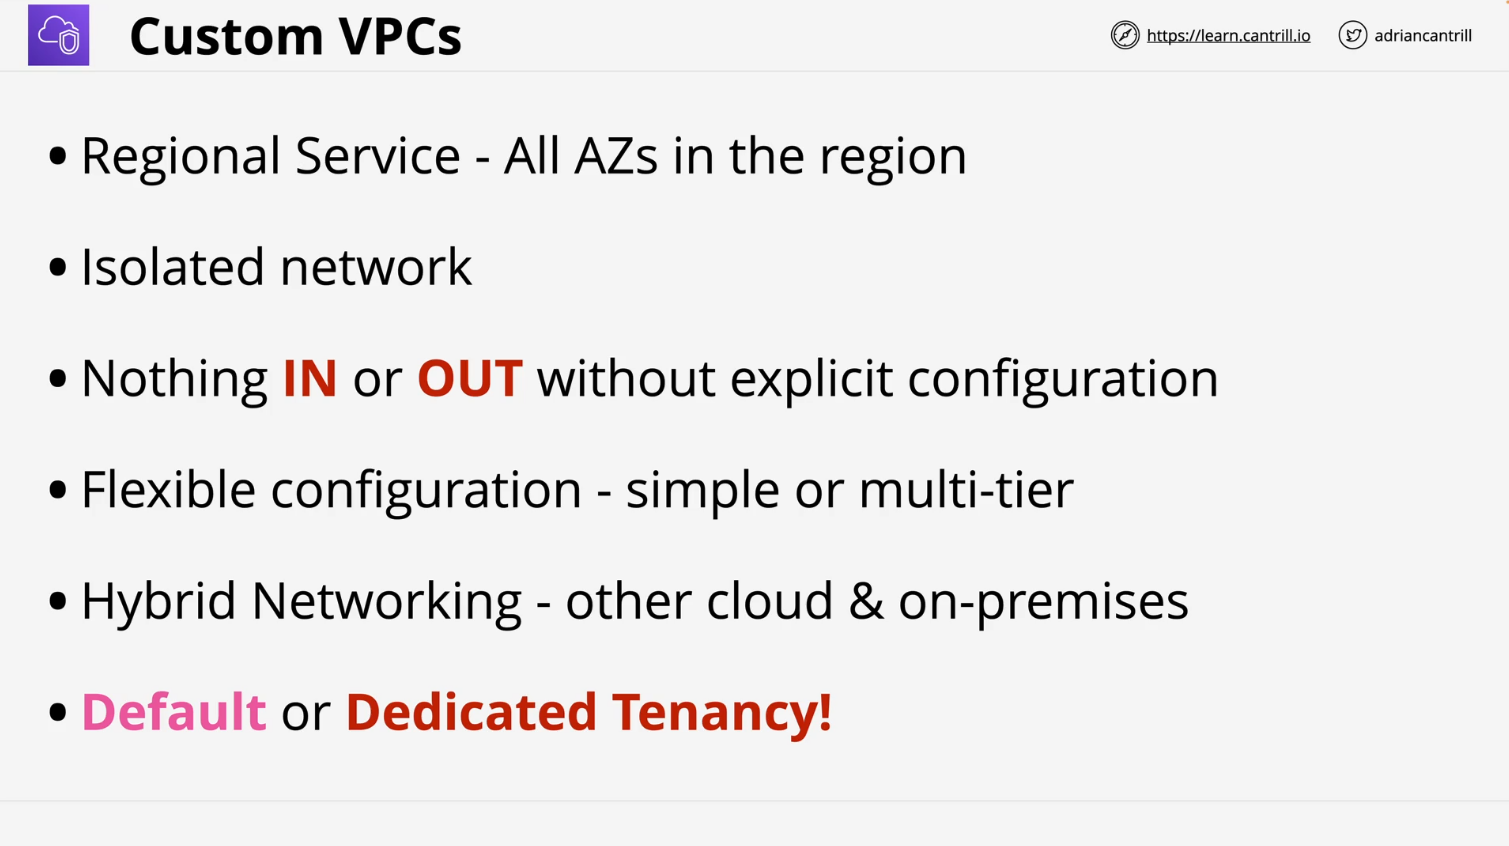 Custom VPCs
https://learn.cantrill.io
adriancantrill
• Regional Service - All AZs in the region
• Isolated network
• Nothing IN or OUT without explicit configuration
• Flexible configuration - simple or multi-tier
• Hybrid Networking - other cloud & on-premises
• Default or Dedicated Tenancy!